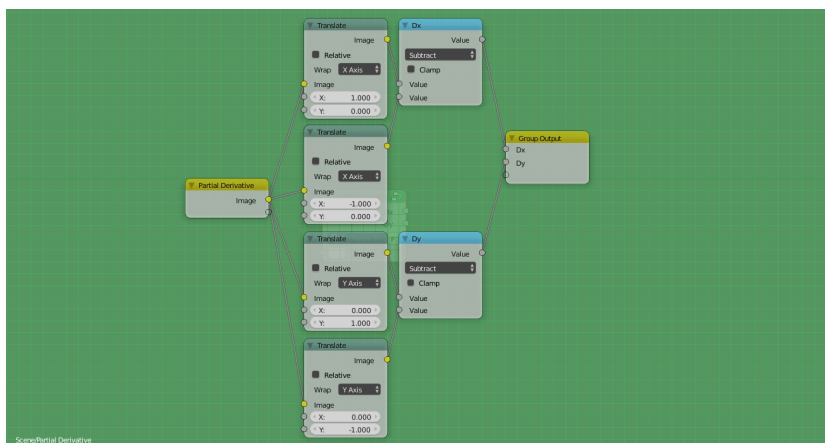 Translate
Image
Relative
Wrap X Axis
Image
X: 1.000
Y: 0.000
Dx
Value
Subtract
Clamp
Value
Value
Translate
Image
Relative
Wrap X Axis
Image
X: -1.000
Y: 0.000
Group Output
Dx
Dy
Partial Derivative
Image
Translate
Image
Relative
Wrap Y Axis
Image
X: 0.000
Y: 1.000
Dy
Value
Subtract
Clamp
Value
Value
Translate
Image
Relative
Wrap Y Axis
Image
X: 0.000
Y: -1.000
Scene/Partial Derivative